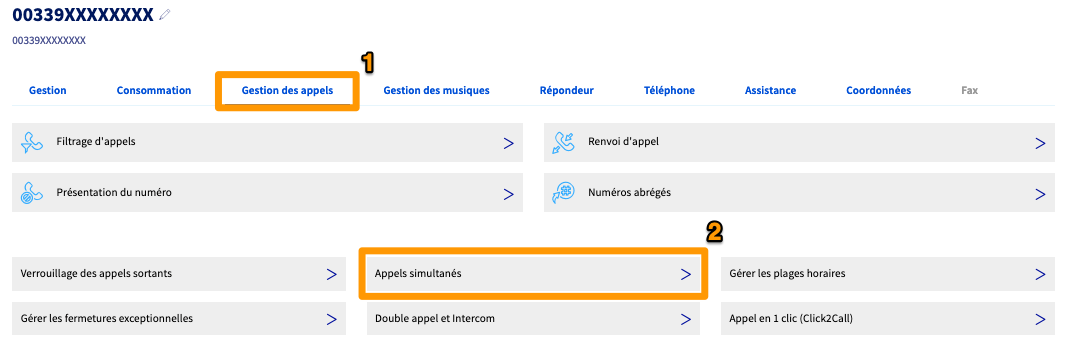 00339XXXXXXXX
00339XXXXXXXX
1
Gestion Consommation Gestion des appels Gestion des musiques Répondeur Téléphone Assistance Coordonnées Fax
Filtrage d'appels Renvoi d'appel
Présentation du numéro Numéros abrégés
2
Verrouillage des appels sortants Appels simultanés Gérer les plages horaires
Gérer les fermetures exceptionnelles Double appel et Intercom Appel en 1 clic (Click2Call)